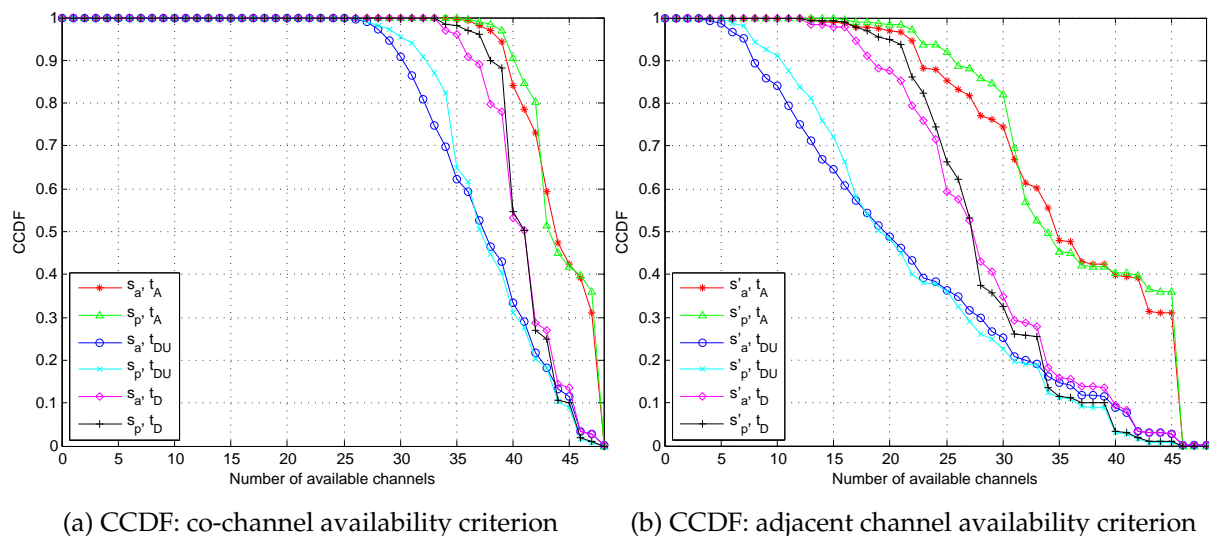 1
0.9
0.8
0.7
0.6
0.5
0.4
0.3
0.2
0.1
0
CCDF
s_a, t_A
s_p, t_A
s_a, t_DU
s_p, t_DU
s_a, t_D
s_p, t_D
0 5 10 15 20 25 30 35 40 45
Number of available channels
(a) CCDF: co-channel availability criterion
1
0.9
0.8
0.7
0.6
0.5
0.4
0.3
0.2
0.1
0
CCDF
s'_a, t_A
s'_p, t_A
s'_a, t_DU
s'_p, t_DU
s'_a, t_D
s'_p, t_D
0 5 10 15 20 25 30 35 40 45
Number of available channels
(b) CCDF: adjacent channel availability criterion